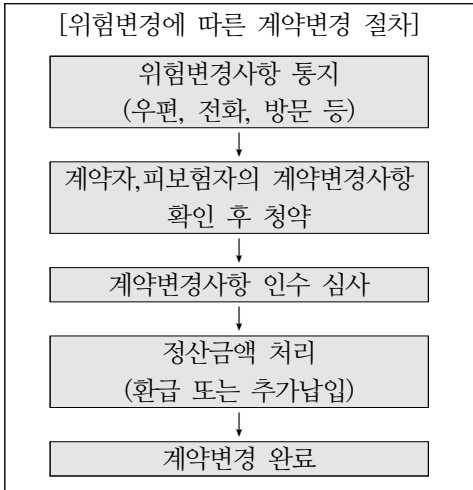 [위험변경에 따른 계약변경 절차]
위험변경사항 통지
(우편, 전화, 방문 등)
계약자,피보험자의 계약변경사항
확인 후 청약
계약변경사항 인수 심사
정산금액 처리
(환급 또는 추가납입)
계약변경 완료